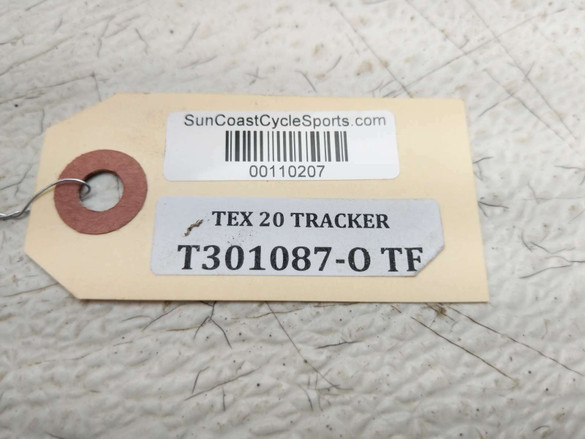 SunCoastCycleSports.com
00110207
TEX 20 TRACKER
T301087-O TF